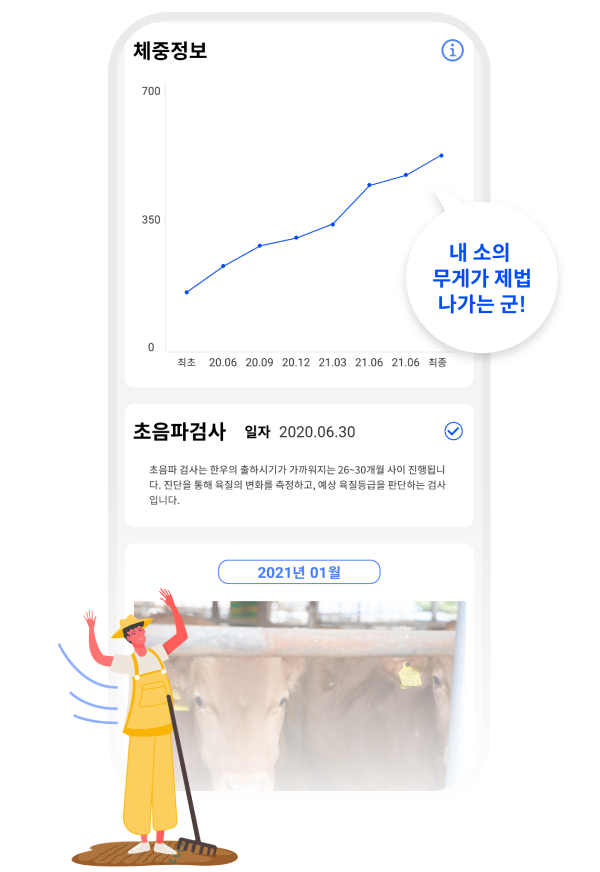 체중정보
700
350
0
최초 20.06 20.09 20.12 21.03 21.06 21.06 최종
내 소의
무게가 제법
나가는 군!
초음파검사 일자 2020.06.30
초음파 검사는 한우의 출하시기가 가까워지는 26~30개월 사이 진행됩니
다. 진단을 통해 육질의 변화를 측정하고, 예상 육질등급을 판단하는 검사
입니다.
2021년 01월